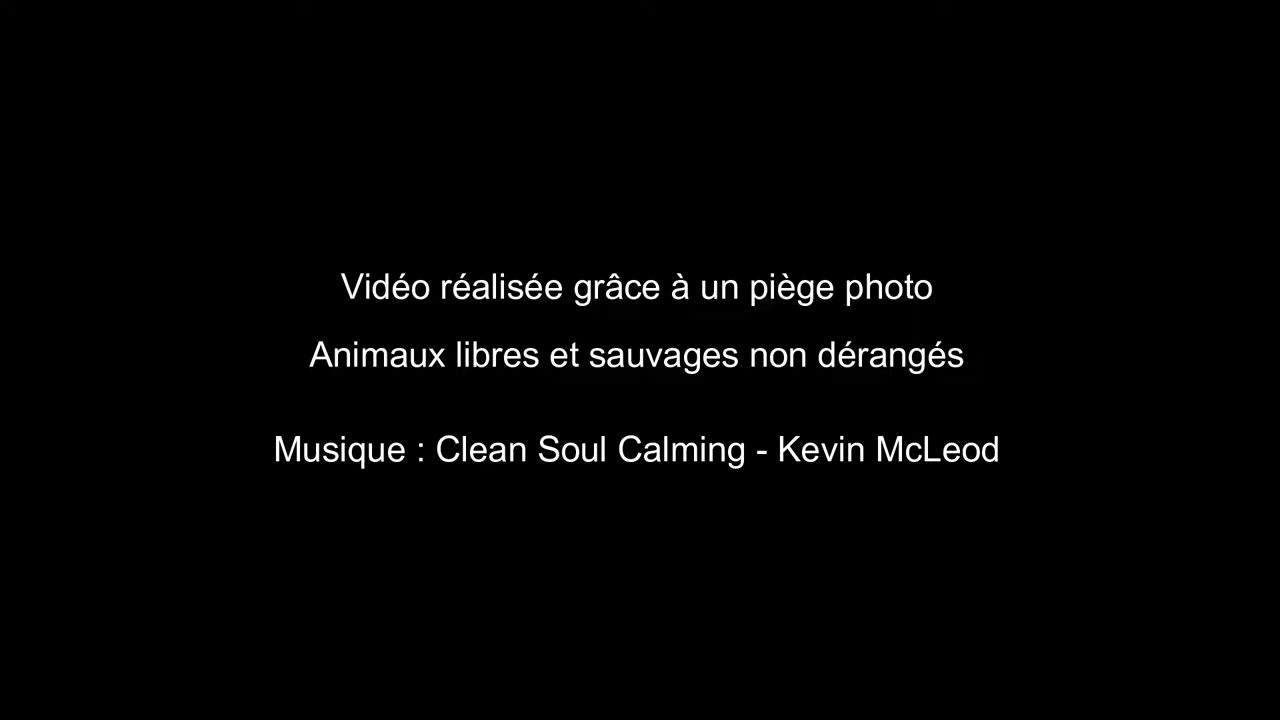 Vidéo réalisée grâce à un piège photo
Animaux libres et sauvages non dérangés
Musique : Clean Soul Calming - Kevin McLeod